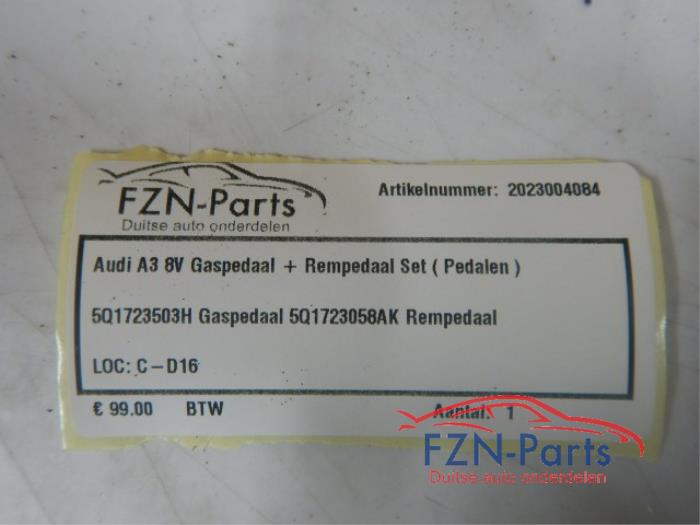 FZN-Parts
Duitse auto onderdelen
Artikelnummer: 2023004084
Audi A3 8V Gaspedaal + Rempedaal Set ( Pedalen )
5Q1723503H Gaspedaal 5Q1723058AK Rempedaal
LOC: C - D16
€ 99.00 BTW Aantal: 1
FZN-Parts
Duitse auto onderdelen